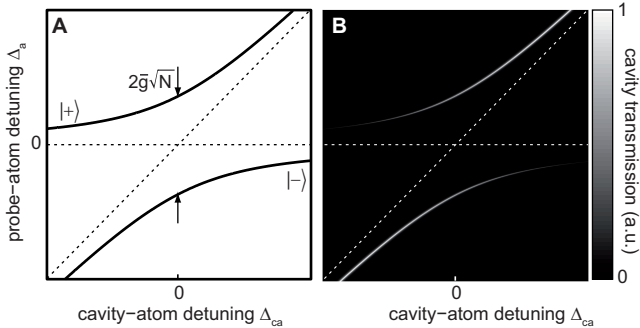 A
probe−atom detuning Δa
0
|+⟩
2g̅√N
|−⟩
0
cavity−atom detuning Δca
B
0
cavity−atom detuning Δca
1
0
cavity transmission (a.u.)